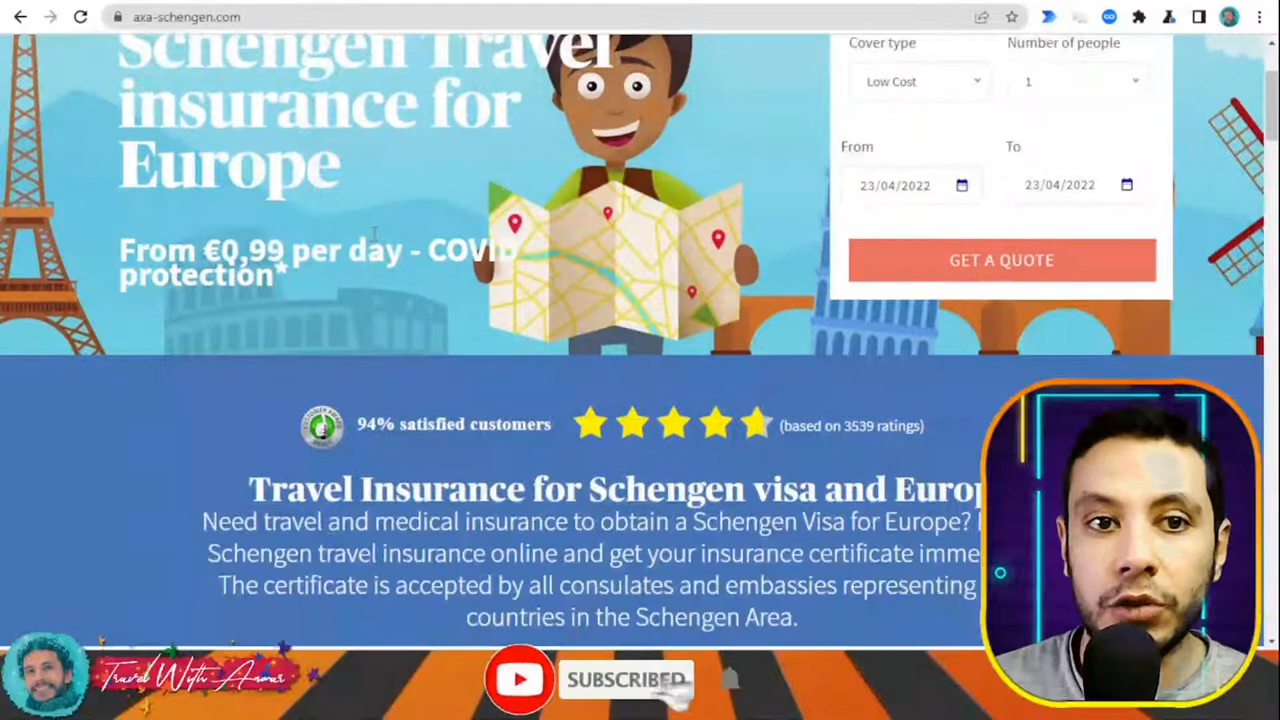 axa-schengen.com
Schengen Travel
insurance for
Europe
From €0,99 per day - COVID
protection*
Cover type
Number of people
Low Cost
1
From
To
23/04/2022
23/04/2022
GET A QUOTE
94% satisfied customers
(based on 3539 ratings)
Travel Insurance for Schengen visa and Europ
Need travel and medical insurance to obtain a Schengen Visa for Europe?
Schengen travel insurance online and get your insurance certificate imme
The certificate is accepted by all consulates and embassies representing
countries in the Schengen Area.
Travel With Anwar
SUBSCRIBED